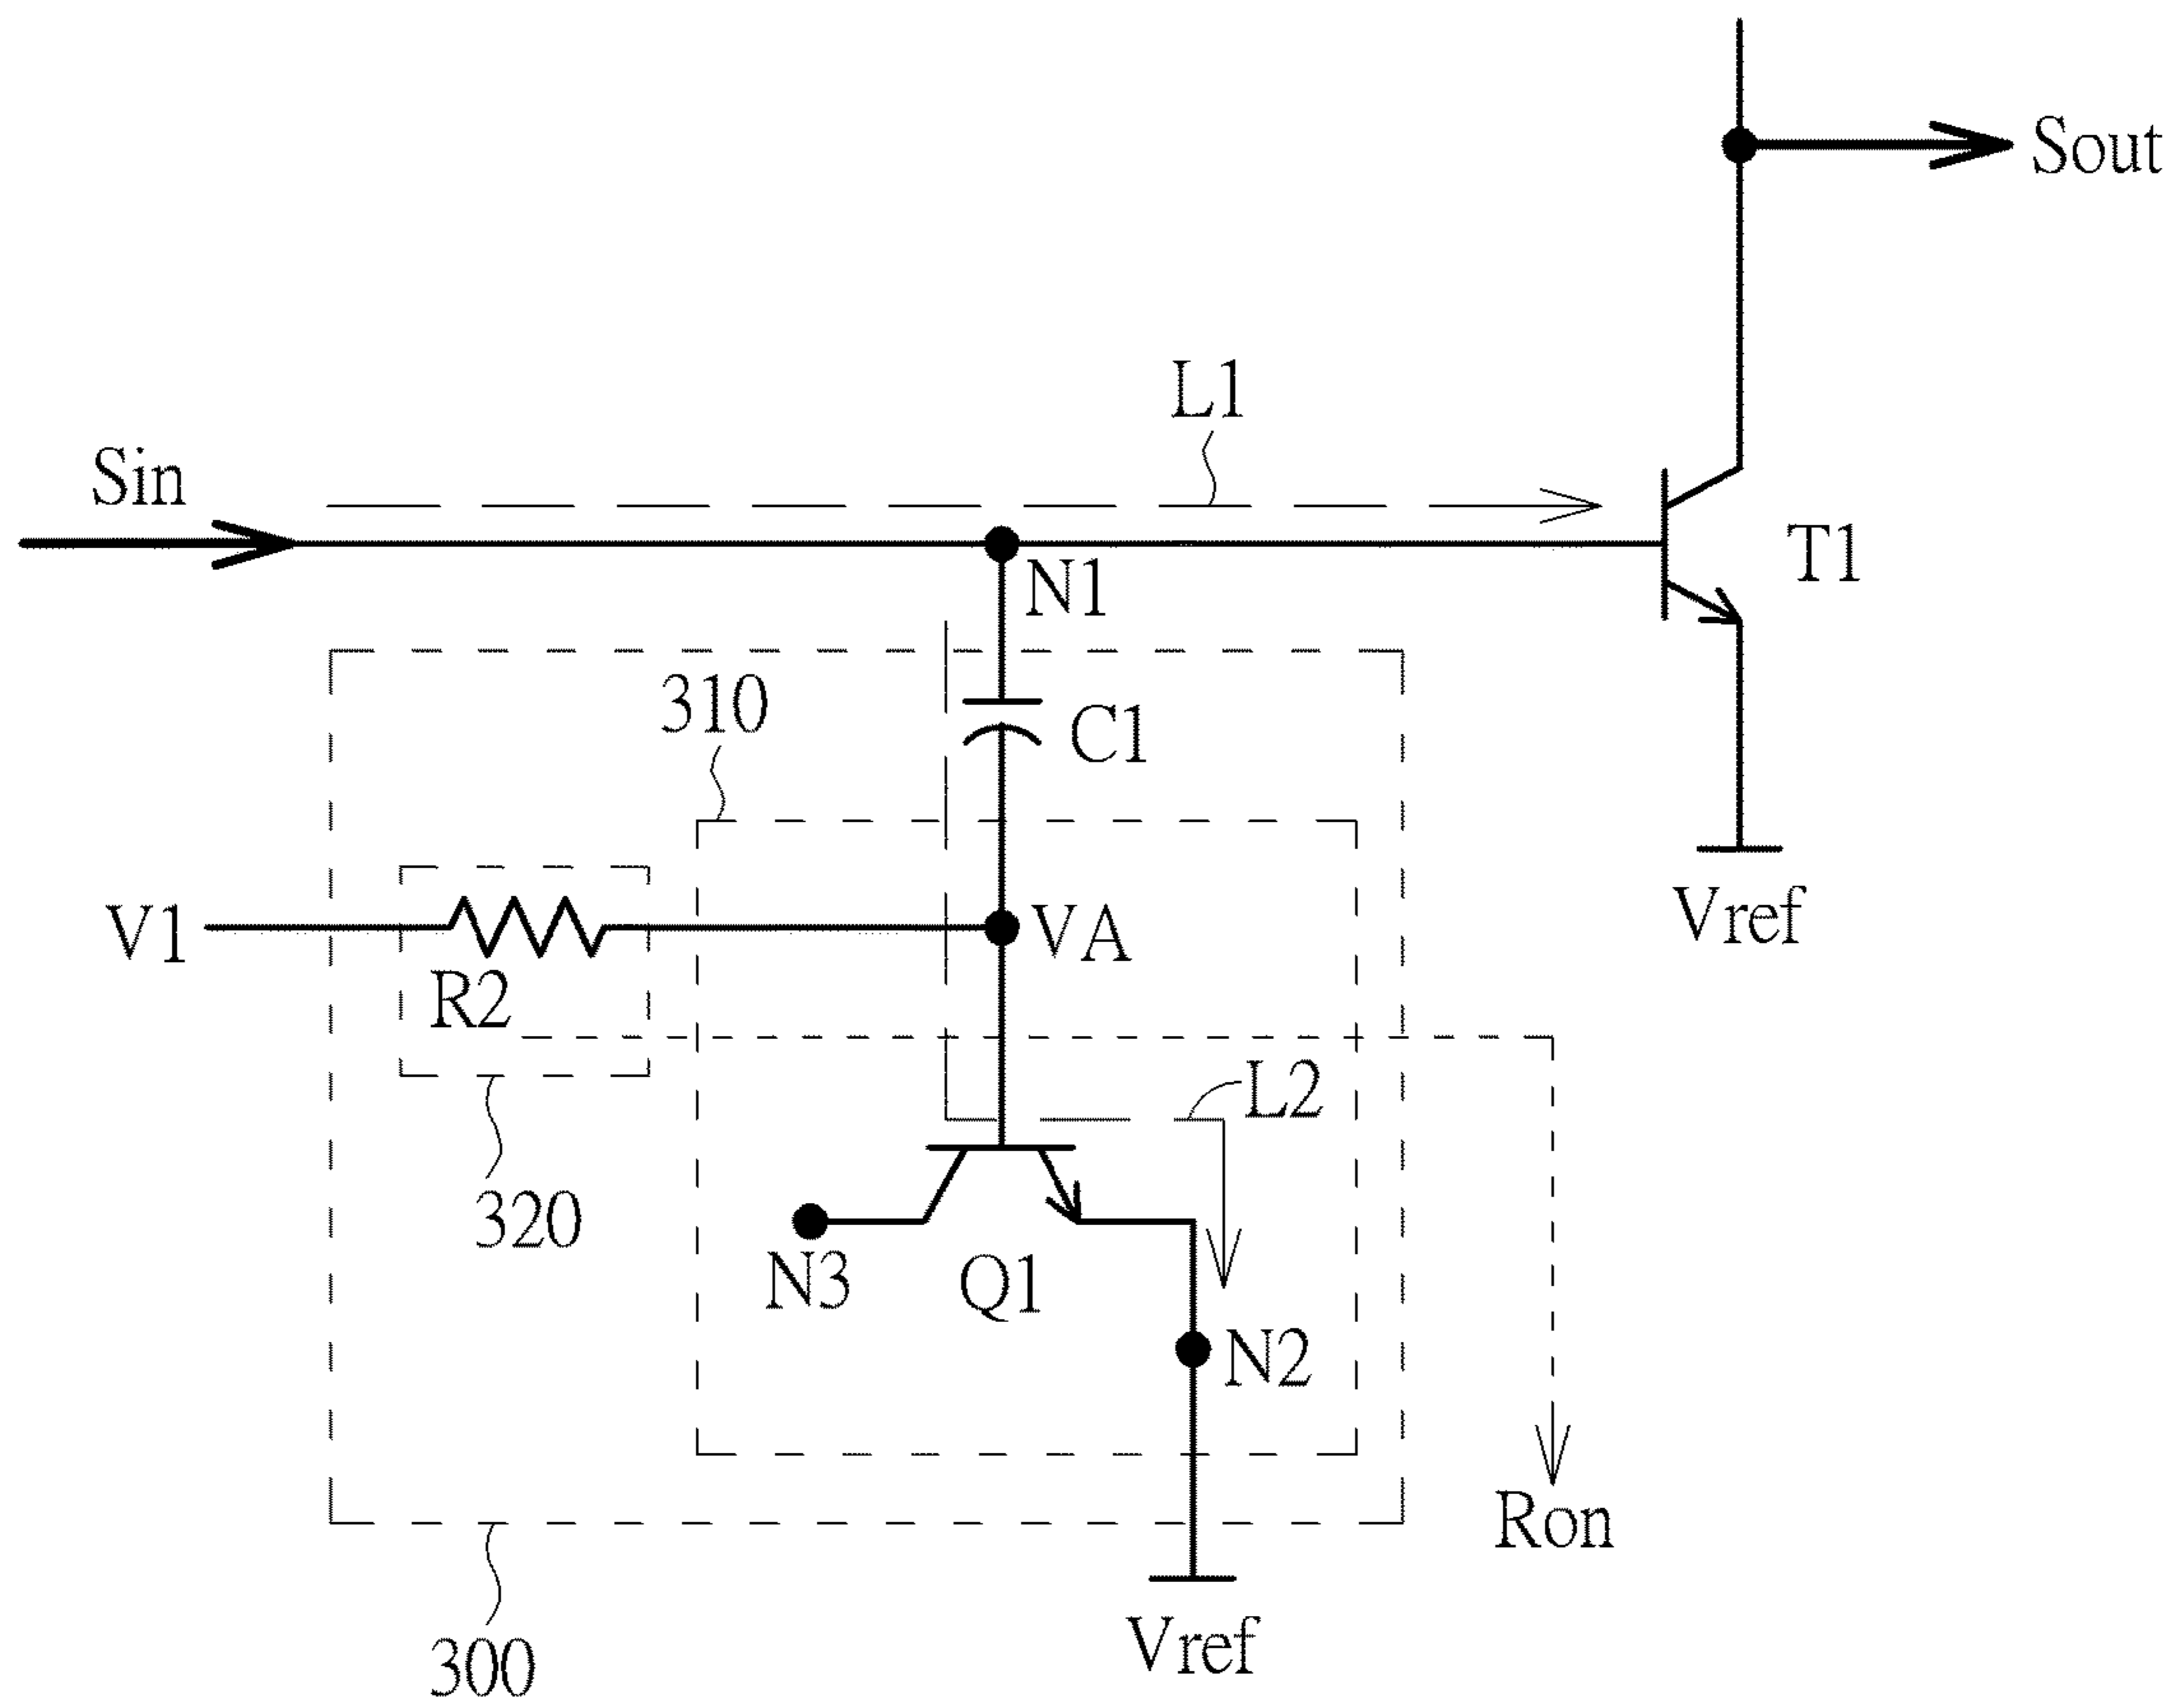 Sout
L1
Sin
T1
N1
310
C1
V1
VA
Vref
R2
L2
320
N3
Q1
N2
Ron
300
Vref